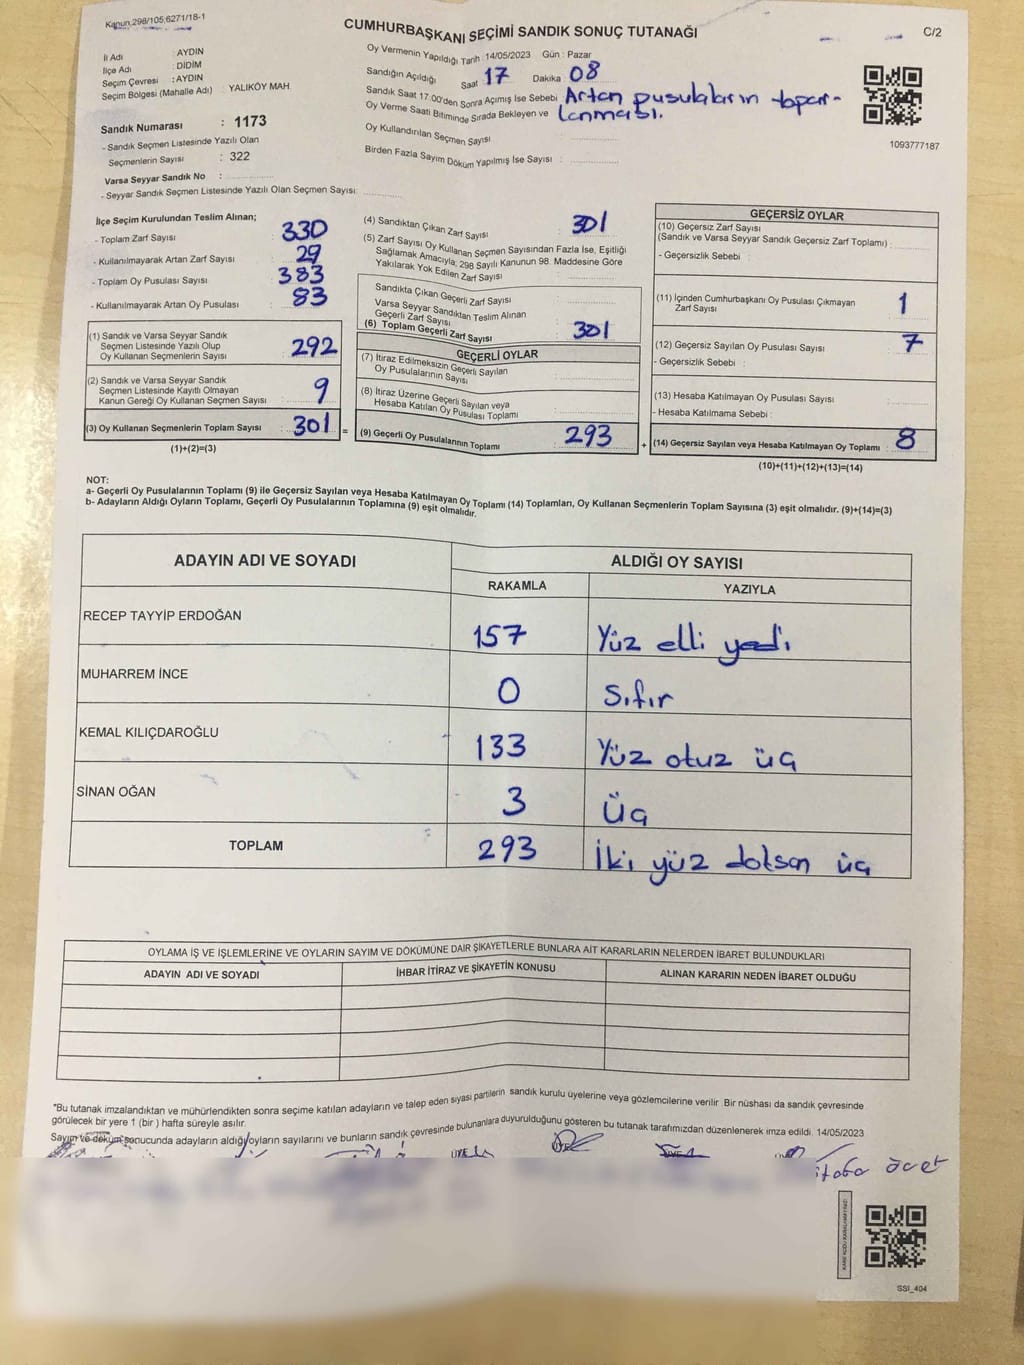 Kanun.298/105;6271/18-1
CUMHURBAŞKANI SEÇİMİ SANDIK SONUÇ TUTANAĞI
C/2
İl Adı : AYDIN
İlçe Adı : DİDİM
Seçim Çevresi : AYDIN
Seçim Bölgesi (Mahalle Adı) : YALIKÖY MAH.
Sandık Numarası : 1173
- Sandık Seçmen Listesinde Yazılı Olan
Seçmenlerin Sayısı : 322
Varsa Seyyar Sandık No :
- Seyyar Sandık Seçmen Listesinde Yazılı Olan Seçmen Sayısı:
Oy Vermenin Yapıldığı Tarih : 14/05/2023 Gün : Pazar
Sandığın Açıldığı Saat 17 Dakika 08
Sandık Saat 17:00'den Sonra Açımış İse Sebebi Artan pusulaların topar-
Oy Verme Saati Bitiminde Sırada Bekleyen ve lanması.
Oy Kullandırılan Seçmen Sayısı
Birden Fazla Sayım Döküm Yapılmış İse Sayısı :
1093777187
İlçe Seçim Kurulundan Teslim Alınan;
- Toplam Zarf Sayısı 330
- Kullanılmayarak Artan Zarf Sayısı 29
- Toplam Oy Pusulası Sayısı 383
- Kullanılmayarak Artan Oy Pusulası 83
(1) Sandık ve Varsa Seyyar Sandık
Seçmen Listesinde Yazılı Olup
Oy Kullanan Seçmenlerin Sayısı 292
(2) Sandık ve Varsa Seyyar Sandık
Seçmen Listesinde Kayıtlı Olmayan
Kanun Gereği Oy Kullanan Seçmen Sayısı 9
(3) Oy Kullanan Seçmenlerin Toplam Sayısı : 301 =
(1)+(2)=(3)
(4) Sandıktan Çıkan Zarf Sayısı 301
(5) Zarf Sayısı Oy Kullanan Seçmen Sayısından Fazla İse, Eşitliği
Sağlamak Amacıyla; 298 Sayılı Kanunun 98. Maddesine Göre
Yakılarak Yok Edilen Zarf Sayısı
Sandıkta Çıkan Geçerli Zarf Sayısı
Varsa Seyyar Sandıktan Teslim Alınan
Geçerli Zarf Sayısı
(6) Toplam Geçerli Zarf Sayısı 301
GEÇERLİ OYLAR
(7) İtiraz Edilmeksizin Geçerli Sayılan
Oy Pusulalarının Sayısı
(8) İtiraz Üzerine Geçerli Sayılan veya
Hesaba Katılan Oy Pusulası Toplamı
(9) Geçerli Oy Pusulalarının Toplamı 293 +
GEÇERSİZ OYLAR
(10) Geçersiz Zarf Sayısı
(Sandık ve Varsa Seyyar Sandık Geçersiz Zarf Toplamı) :
- Geçersizlik Sebebi :
(11) İçinden Cumhurbaşkanı Oy Pusulası Çıkmayan
Zarf Sayısı 1
(12) Geçersiz Sayılan Oy Pusulası Sayısı 7
- Geçersizlik Sebebi :
(13) Hesaba Katılmayan Oy Pusulası Sayısı
- Hesaba Katılmama Sebebi :
(14) Geçersiz Sayılan veya Hesaba Katılmayan Oy Toplamı : 8
(10)+(11)+(12)+(13)=(14)
NOT:
a- Geçerli Oy Pusulalarının Toplamı (9) ile Geçersiz Sayılan veya Hesaba Katılmayan Oy Toplamı (14) Toplamları, Oy Kullanan Seçmenlerin Toplam Sayısına (3) eşit olmalıdır. (9)+(14)=(3)
b- Adayların Aldığı Oyların Toplamı, Geçerli Oy Pusulalarının Toplamına (9) eşit olmalıdır.
ADAYIN ADI VE SOYADI ALDIĞI OY SAYISI
RAKAMLA YAZIYLA
RECEP TAYYİP ERDOĞAN 157 Yüz elli yedi
MUHARREM İNCE 0 Sıfır
KEMAL KILIÇDAROĞLU 133 Yüz otuz üç
SİNAN OĞAN 3 Üç
TOPLAM 293 İki yüz doksan üç
OYLAMA İŞ VE İŞLEMLERİNE VE OYLARIN SAYIM VE DÖKÜMÜNE DAİR ŞİKAYETLERLE BUNLARA AİT KARARLARIN NELERDEN İBARET BULUNDUKLARI
ADAYIN ADI VE SOYADI İHBAR İTİRAZ VE ŞİKAYETİN KONUSU ALINAN KARARIN NEDEN İBARET OLDUĞU
"Bu tutanak imzalandıktan ve mühürlendikten sonra seçime katılan adayların ve talep eden siyasi partilerin sandık kurulu üyelerine veya gözlemcilerine verilir. Bir nüshası da sandık çevresinde
görülecek bir yere 1 (bir ) hafta süreyle asılır.
Sayım ve döküm sonucunda adayların aldığı oyların sayılarını ve bunların sandık çevresinde bulunanlara duyurulduğunu gösteren bu tutanak tarafımızdan düzenlenerek imza edildi. 14/05/2023
ÜYE ÜYE ÜYE
SSI_404